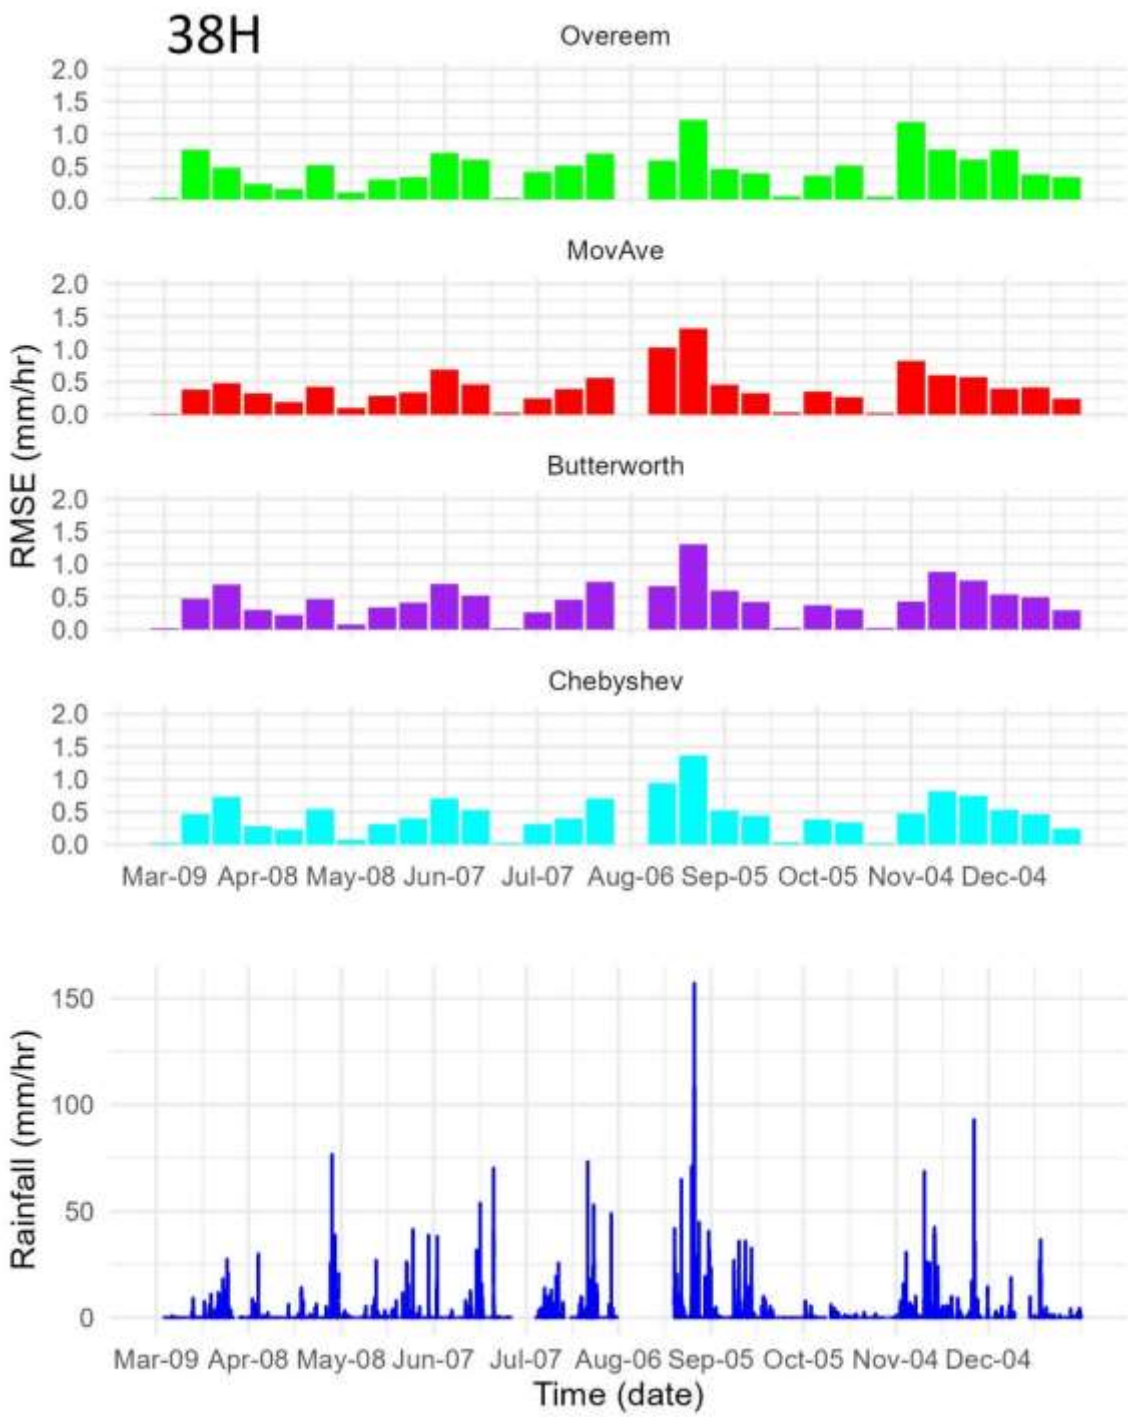 38H
Overeem
2.0
1.5
1.0
0.5
0.0
MovAve
2.0
1.5
1.0
0.5
0.0
RMSE (mm/hr)
Butterworth
2.0
1.5
1.0
0.5
0.0
Chebyshev
2.0
1.5
1.0
0.5
0.0
Mar-09 Apr-08 May-08 Jun-07 Jul-07 Aug-06 Sep-05 Oct-05 Nov-04 Dec-04
Rainfall (mm/hr)
150
100
50
0
Mar-09 Apr-08 May-08 Jun-07 Jul-07 Aug-06 Sep-05 Oct-05 Nov-04 Dec-04
Time (date)